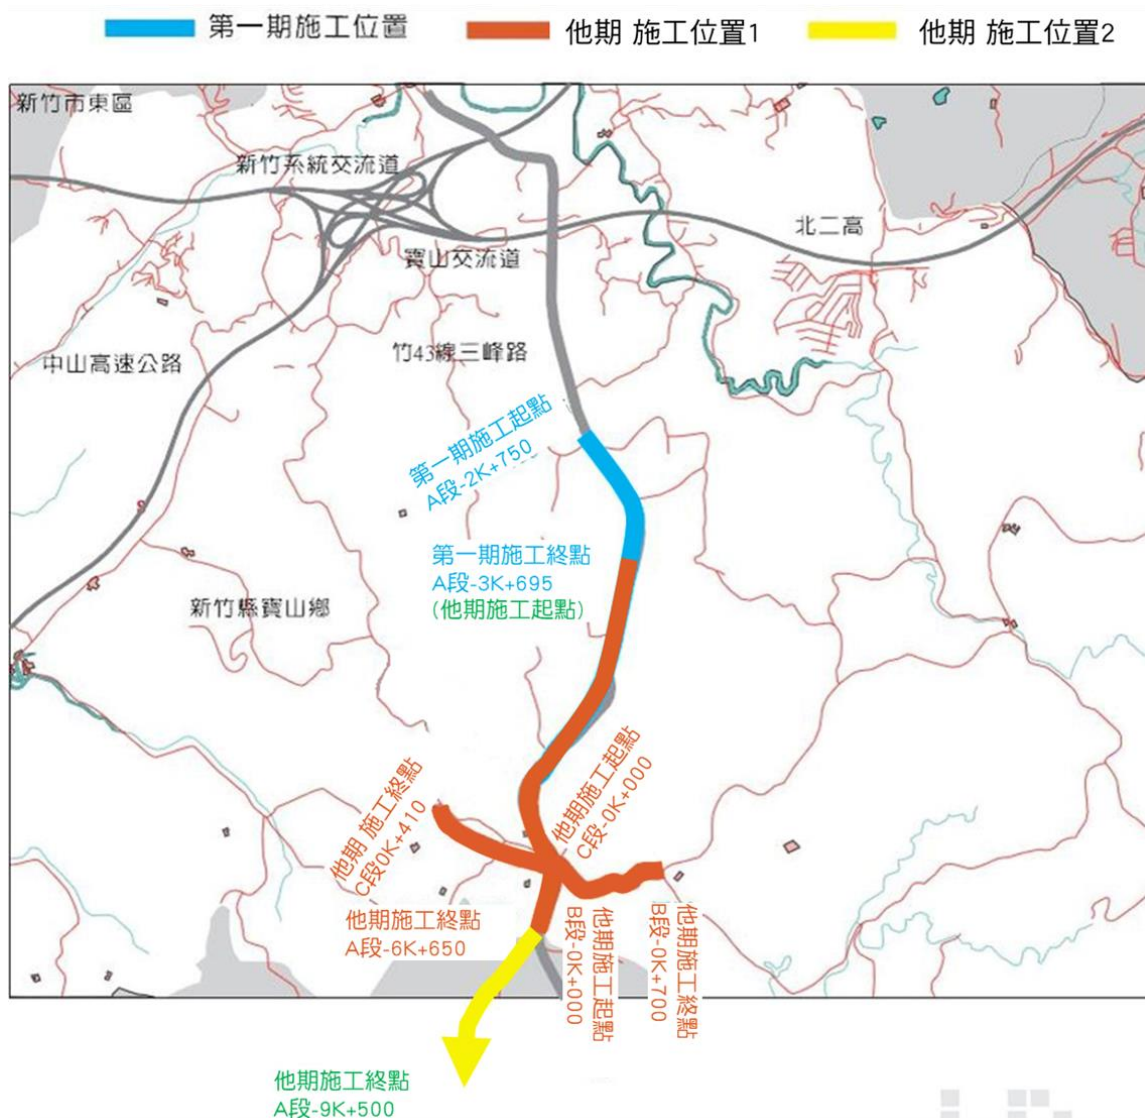 第一期施工位置
他期 施工位置1
他期 施工位置2
新竹市東區
新竹系統交流道
北二高
寶山交流道
竹43線三峰路
中山高速公路
第一期施工起點
A段-2K+750
第一期施工終點
A段-3K+695
(他期施工起點)
新竹縣寶山鄉
他期施工起點
C段-0K+000
他期 施工終點
C段0K+410
他期施工終點
A段-6K+650
他期施工起點
B段-0K+000
他期施工終點
B段-0K+700
他期施工終點
A段-9K+500